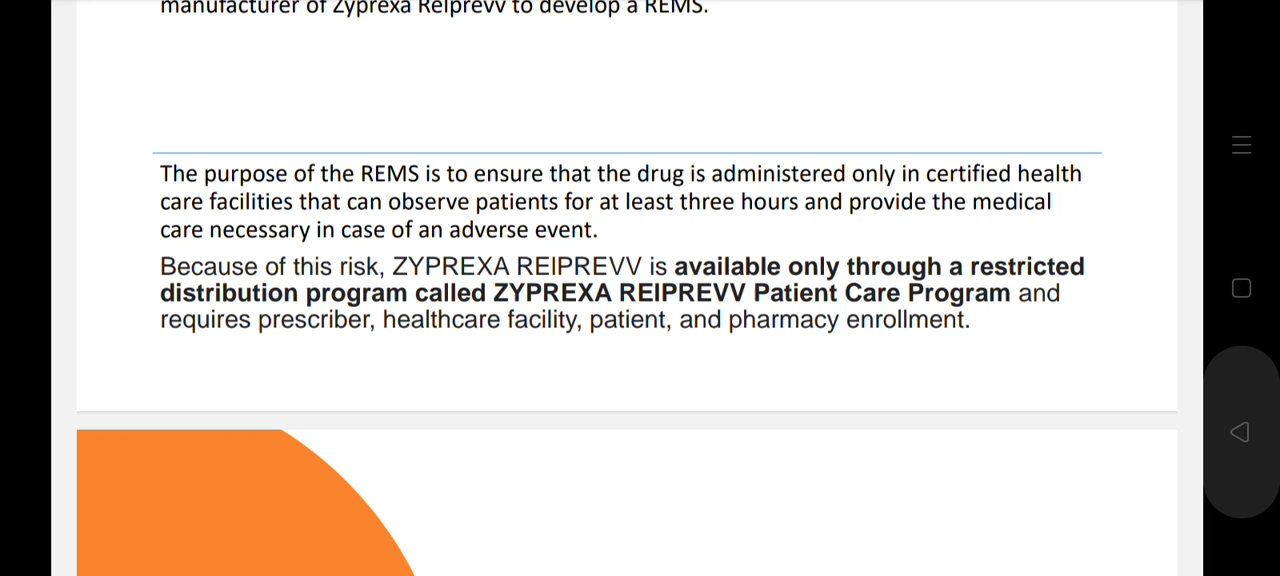 manufacturer of Zyprexa Relprevv to develop a REMS.
The purpose of the REMS is to ensure that the drug is administered only in certified health
care facilities that can observe patients for at least three hours and provide the medical
care necessary in case of an adverse event.
Because of this risk, ZYPREXA REIPREVV is available only through a restricted
distribution program called ZYPREXA REIPREVV Patient Care Program and
requires prescriber, healthcare facility, patient, and pharmacy enrollment.